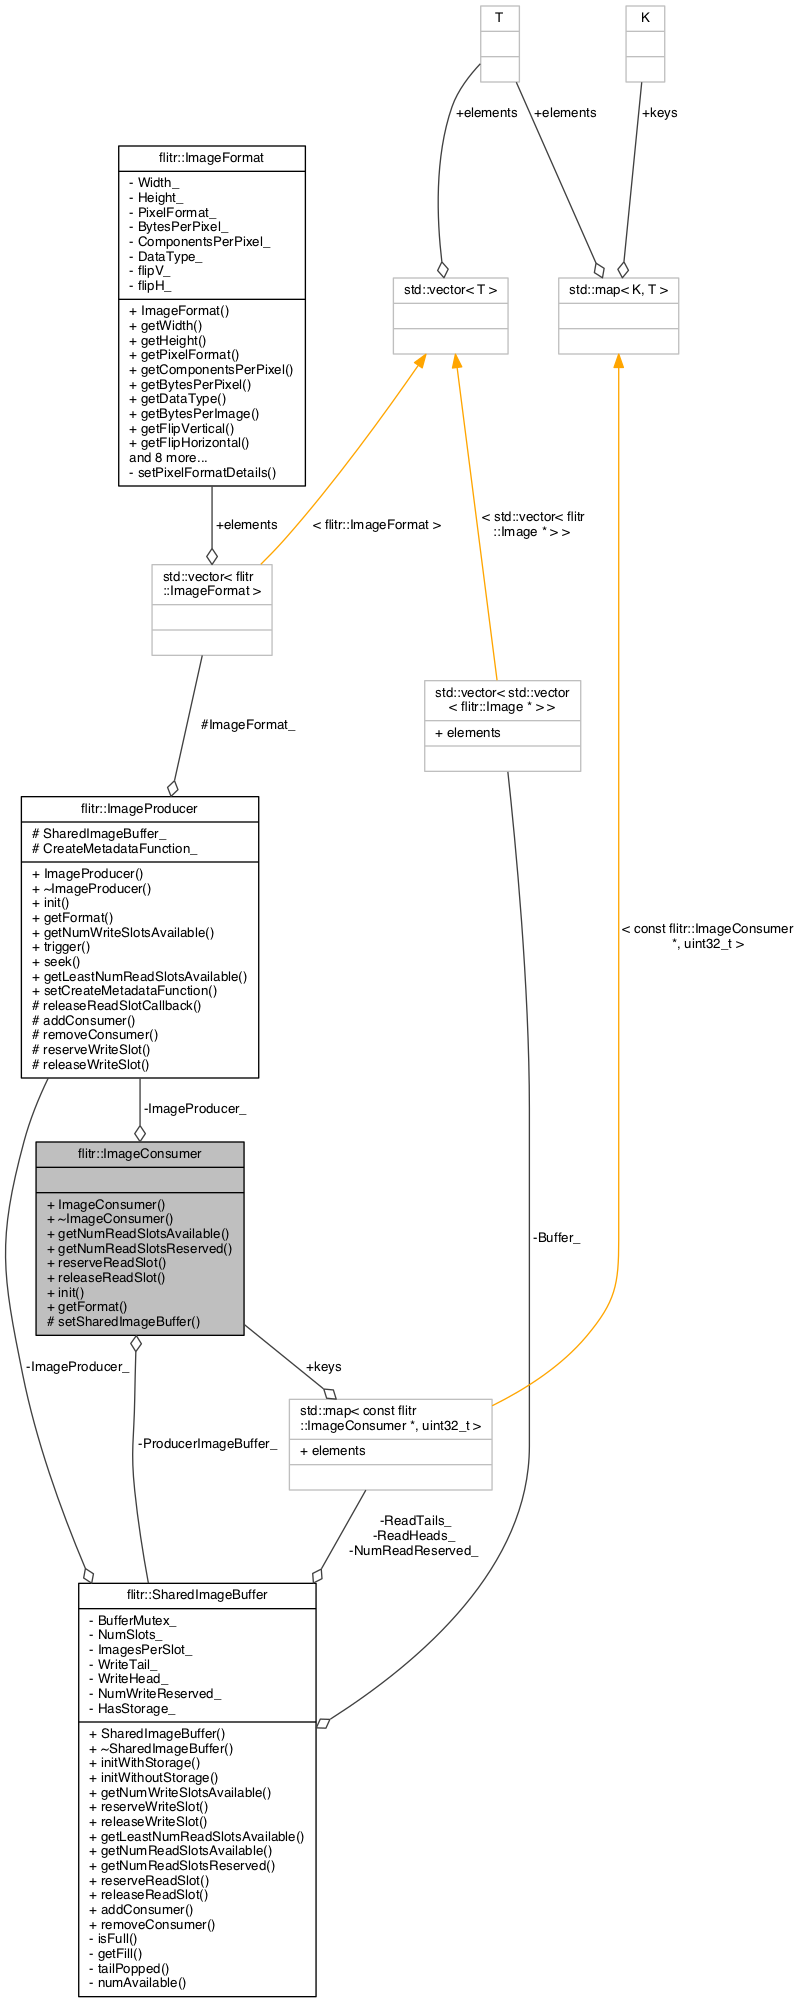 T
K
+elements
+elements
+keys
flitr::ImageFormat
- Width_
- Height_
- PixelFormat_
- BytesPerPixel_
- ComponentsPerPixel_
- DataType_
- flipV_
- flipH_
+ ImageFormat()
+ getWidth()
+ getHeight()
+ getPixelFormat()
+ getComponentsPerPixel()
+ getBytesPerPixel()
+ getDataType()
+ getBytesPerImage()
+ getFlipVertical()
+ getFlipHorizontal()
and 8 more...
- setPixelFormatDetails()
std::vector< T >
std::map< K, T >
+elements
< flitr::ImageFormat >
< std::vector< flitr
::Image * > >
std::vector< flitr
::ImageFormat >
#ImageFormat_
std::vector< std::vector
< flitr::Image * > >
+ elements
flitr::ImageProducer
# SharedImageBuffer_
# CreateMetadataFunction_
+ ImageProducer()
+ ~ImageProducer()
+ init()
+ getFormat()
+ getNumWriteSlotsAvailable()
+ trigger()
+ seek()
+ getLeastNumReadSlotsAvailable()
+ setCreateMetadataFunction()
# releaseReadSlotCallback()
# addConsumer()
# removeConsumer()
# reserveWriteSlot()
# releaseWriteSlot()
< const flitr::ImageConsumer
*, uint32_t >
-ImageProducer_
flitr::ImageConsumer
+ ImageConsumer()
+ ~ImageConsumer()
+ getNumReadSlotsAvailable()
+ getNumReadSlotsReserved()
+ reserveReadSlot()
+ releaseReadSlot()
+ init()
+ getFormat()
# setSharedImageBuffer()
-Buffer_
-ImageProducer_
+keys
std::map< const flitr
::ImageConsumer *, uint32_t >
+ elements
-ProducerImageBuffer_
-ReadTails_
-ReadHeads_
-NumReadReserved_
flitr::SharedImageBuffer
- BufferMutex_
- NumSlots_
- ImagesPerSlot_
- WriteTail_
- WriteHead_
- NumWriteReserved_
- HasStorage_
+ SharedImageBuffer()
+ ~SharedImageBuffer()
+ initWithStorage()
+ initWithoutStorage()
+ getNumWriteSlotsAvailable()
+ reserveWriteSlot()
+ releaseWriteSlot()
+ getLeastNumReadSlotsAvailable()
+ getNumReadSlotsAvailable()
+ getNumReadSlotsReserved()
+ reserveReadSlot()
+ releaseReadSlot()
+ addConsumer()
+ removeConsumer()
- isFull()
- getFill()
- tailPopped()
- numAvailable()